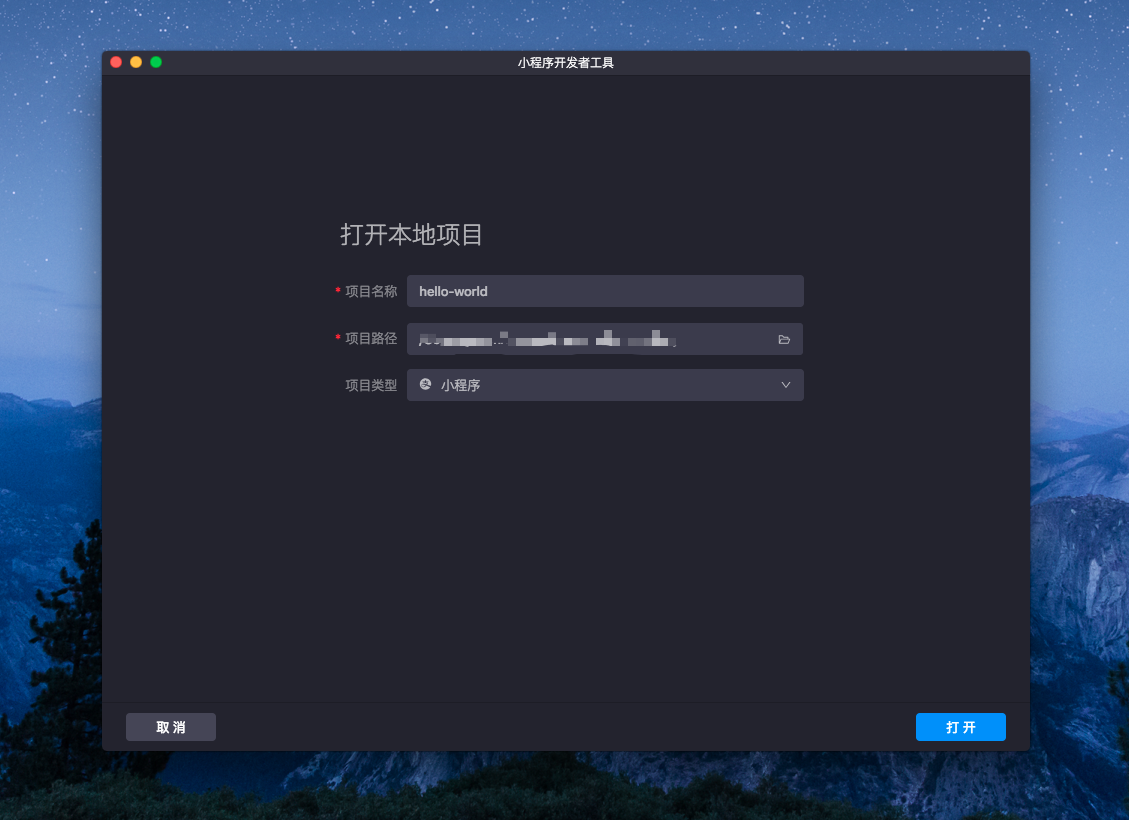 小程序开发者工具
打开本地项目
* 项目名称 hello-world
* 项目路径
项目类型 小程序
取消 打开